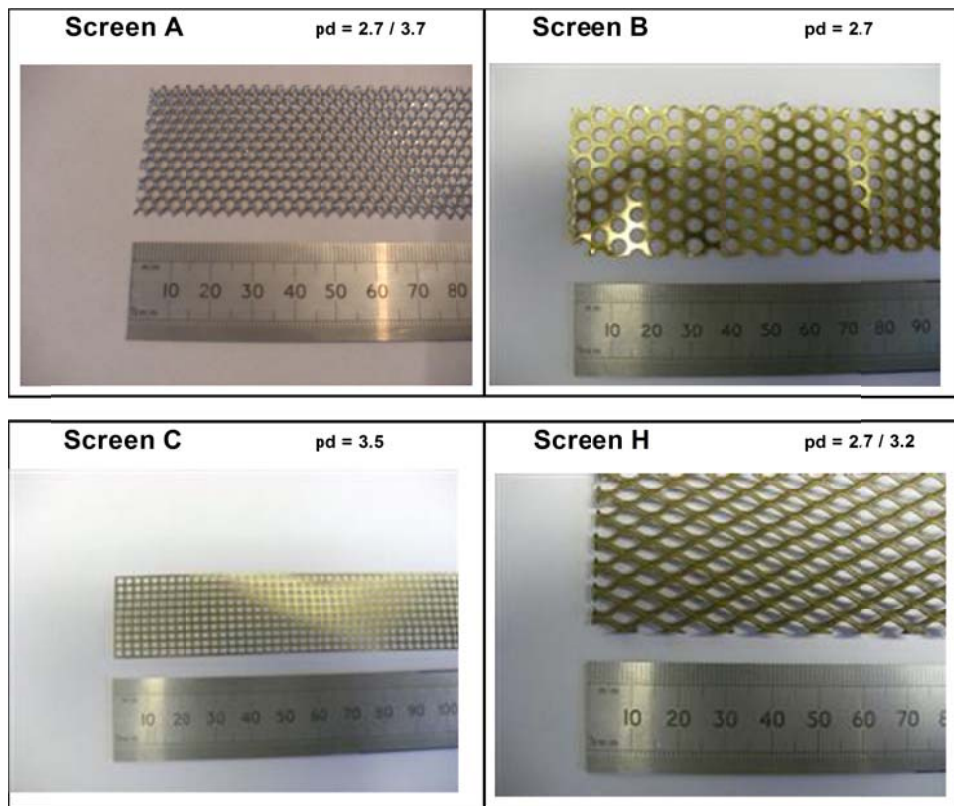 Screen A pd = 2.7 / 3.7
Screen B pd = 2.7
10 20 30 40 50 60 70 80
10 20 30 40 50 60 70 80 90
Screen C pd = 3.5
Screen H pd = 2.7 / 3.2
10 20 30 40 50 60 70 80 90 100
10 20 30 40 50 60 70